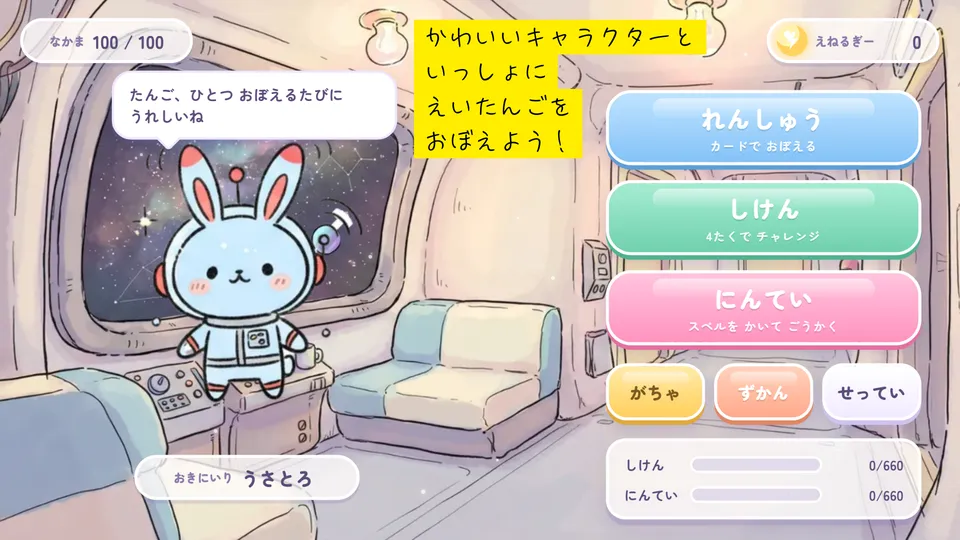 なかま 100 / 100
かわいいキャラクターと
いっしょに
えいたんごを
おぼえよう！
えねるぎー 0
たんご、ひとつ おぼえるたびに
うれしいね
れんしゅう
カードで おぼえる
しけん
4たくで チャレンジ
にんてい
スペルを かいて ごうかく
がちゃ
ずかん
せってい
しけん 0/660
にんてい 0/660
おきにいり うさとろ